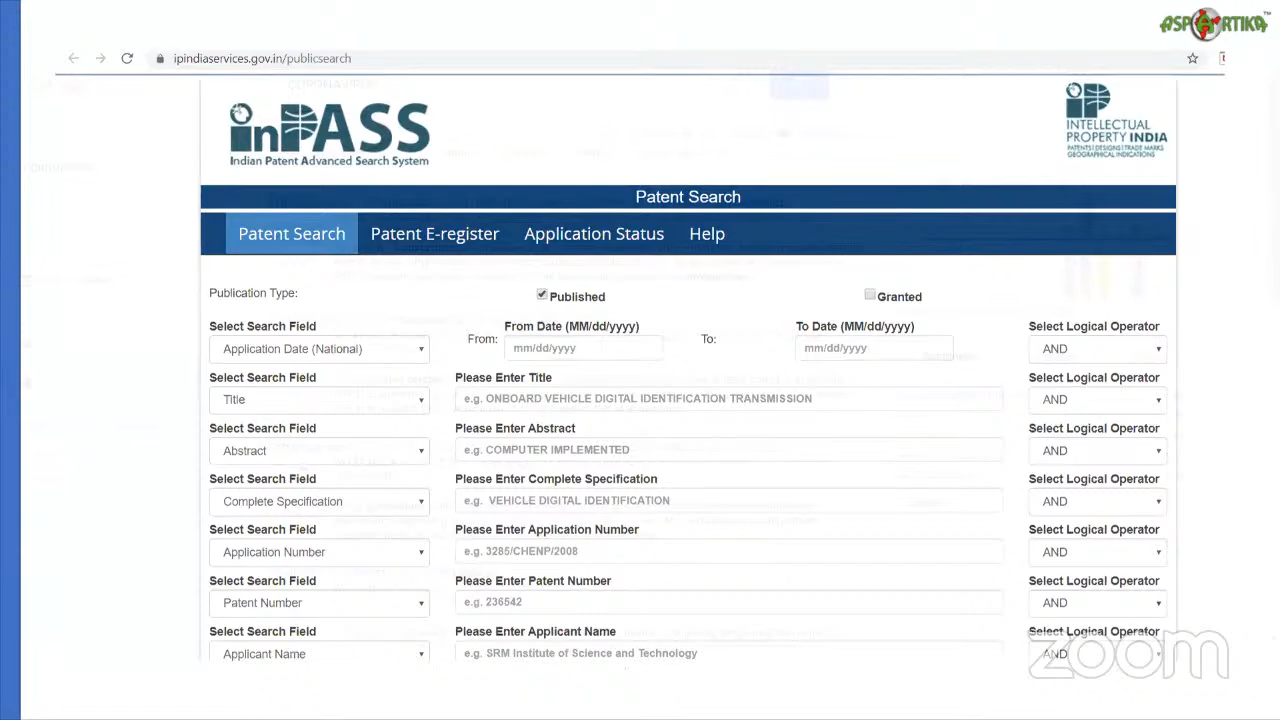 ASPARTIKA™
ipindiaservices.gov.in/publicsearch
inPASS
Indian Patent Advanced Search System
iP
INTELLECTUAL
PROPERTY INDIA
PATENTS | DESIGNS | TRADE MARKS
GEOGRAPHICAL INDICATIONS
Patent Search
Patent Search Patent E-register Application Status Help
Publication Type: Published Granted
Select Search Field From Date (MM/dd/yyyy) To Date (MM/dd/yyyy) Select Logical Operator
Application Date (National) From: mm/dd/yyyy To: mm/dd/yyyy AND
Select Search Field Please Enter Title Select Logical Operator
Title e.g. ONBOARD VEHICLE DIGITAL IDENTIFICATION TRANSMISSION AND
Select Search Field Please Enter Abstract Select Logical Operator
Abstract e.g. COMPUTER IMPLEMENTED AND
Select Search Field Please Enter Complete Specification Select Logical Operator
Complete Specification e.g. VEHICLE DIGITAL IDENTIFICATION AND
Select Search Field Please Enter Application Number Select Logical Operator
Application Number e.g. 3285/CHENP/2008 AND
Select Search Field Please Enter Patent Number Select Logical Operator
Patent Number e.g. 236542 AND
Select Search Field Please Enter Applicant Name Select Logical Operator
Applicant Name e.g. SRM Institute of Science and Technology AND
zoom